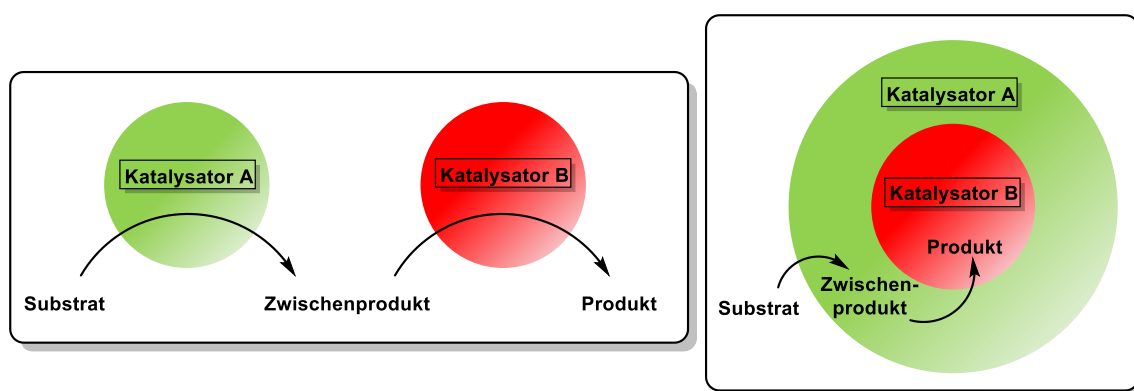 Katalysator A
Katalysator B
Substrat
Zwischenprodukt
Produkt
Katalysator A
Katalysator B
Produkt
Zwischen-
produkt
Substrat